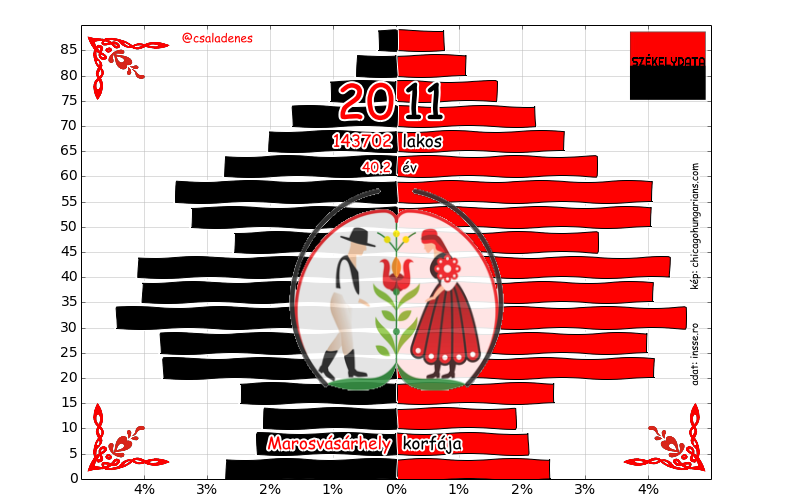 @csaladenes
SZÉKELYDATA
2011
143702 lakos
40.2 év
kép: chicagohungarians.com
adat: insse.ro
Marosvásárhely korfája
85
80
75
70
65
60
55
50
45
40
35
30
25
20
15
10
5
0
4% 3% 2% 1% 0% 1% 2% 3% 4%